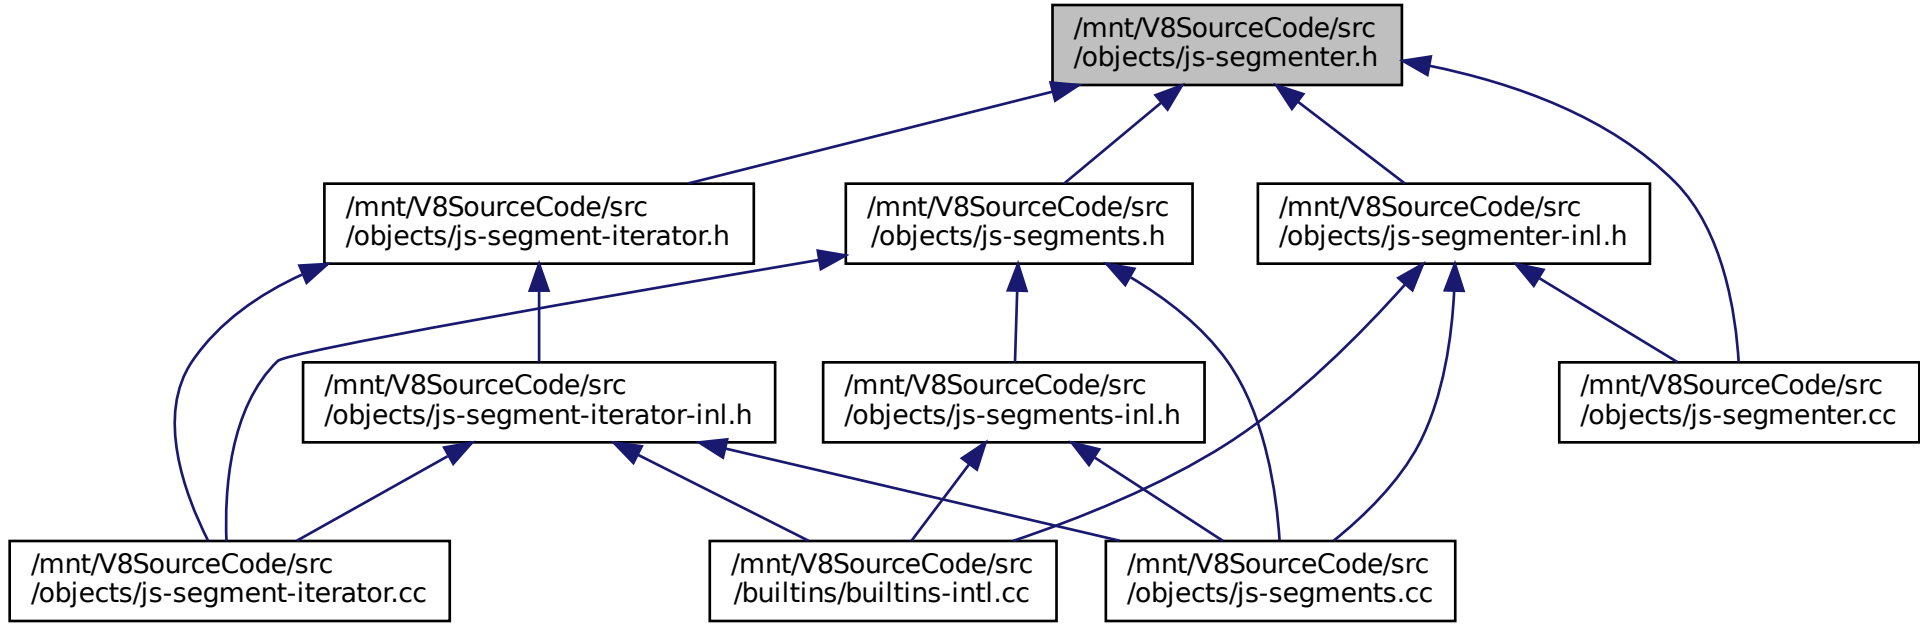 /mnt/V8SourceCode/src
/objects/js-segmenter.h
/mnt/V8SourceCode/src
/objects/js-segment-iterator.h
/mnt/V8SourceCode/src
/objects/js-segments.h
/mnt/V8SourceCode/src
/objects/js-segmenter-inl.h
/mnt/V8SourceCode/src
/objects/js-segment-iterator-inl.h
/mnt/V8SourceCode/src
/objects/js-segments-inl.h
/mnt/V8SourceCode/src
/objects/js-segmenter.cc
/mnt/V8SourceCode/src
/objects/js-segment-iterator.cc
/mnt/V8SourceCode/src
/builtins/builtins-intl.cc
/mnt/V8SourceCode/src
/objects/js-segments.cc